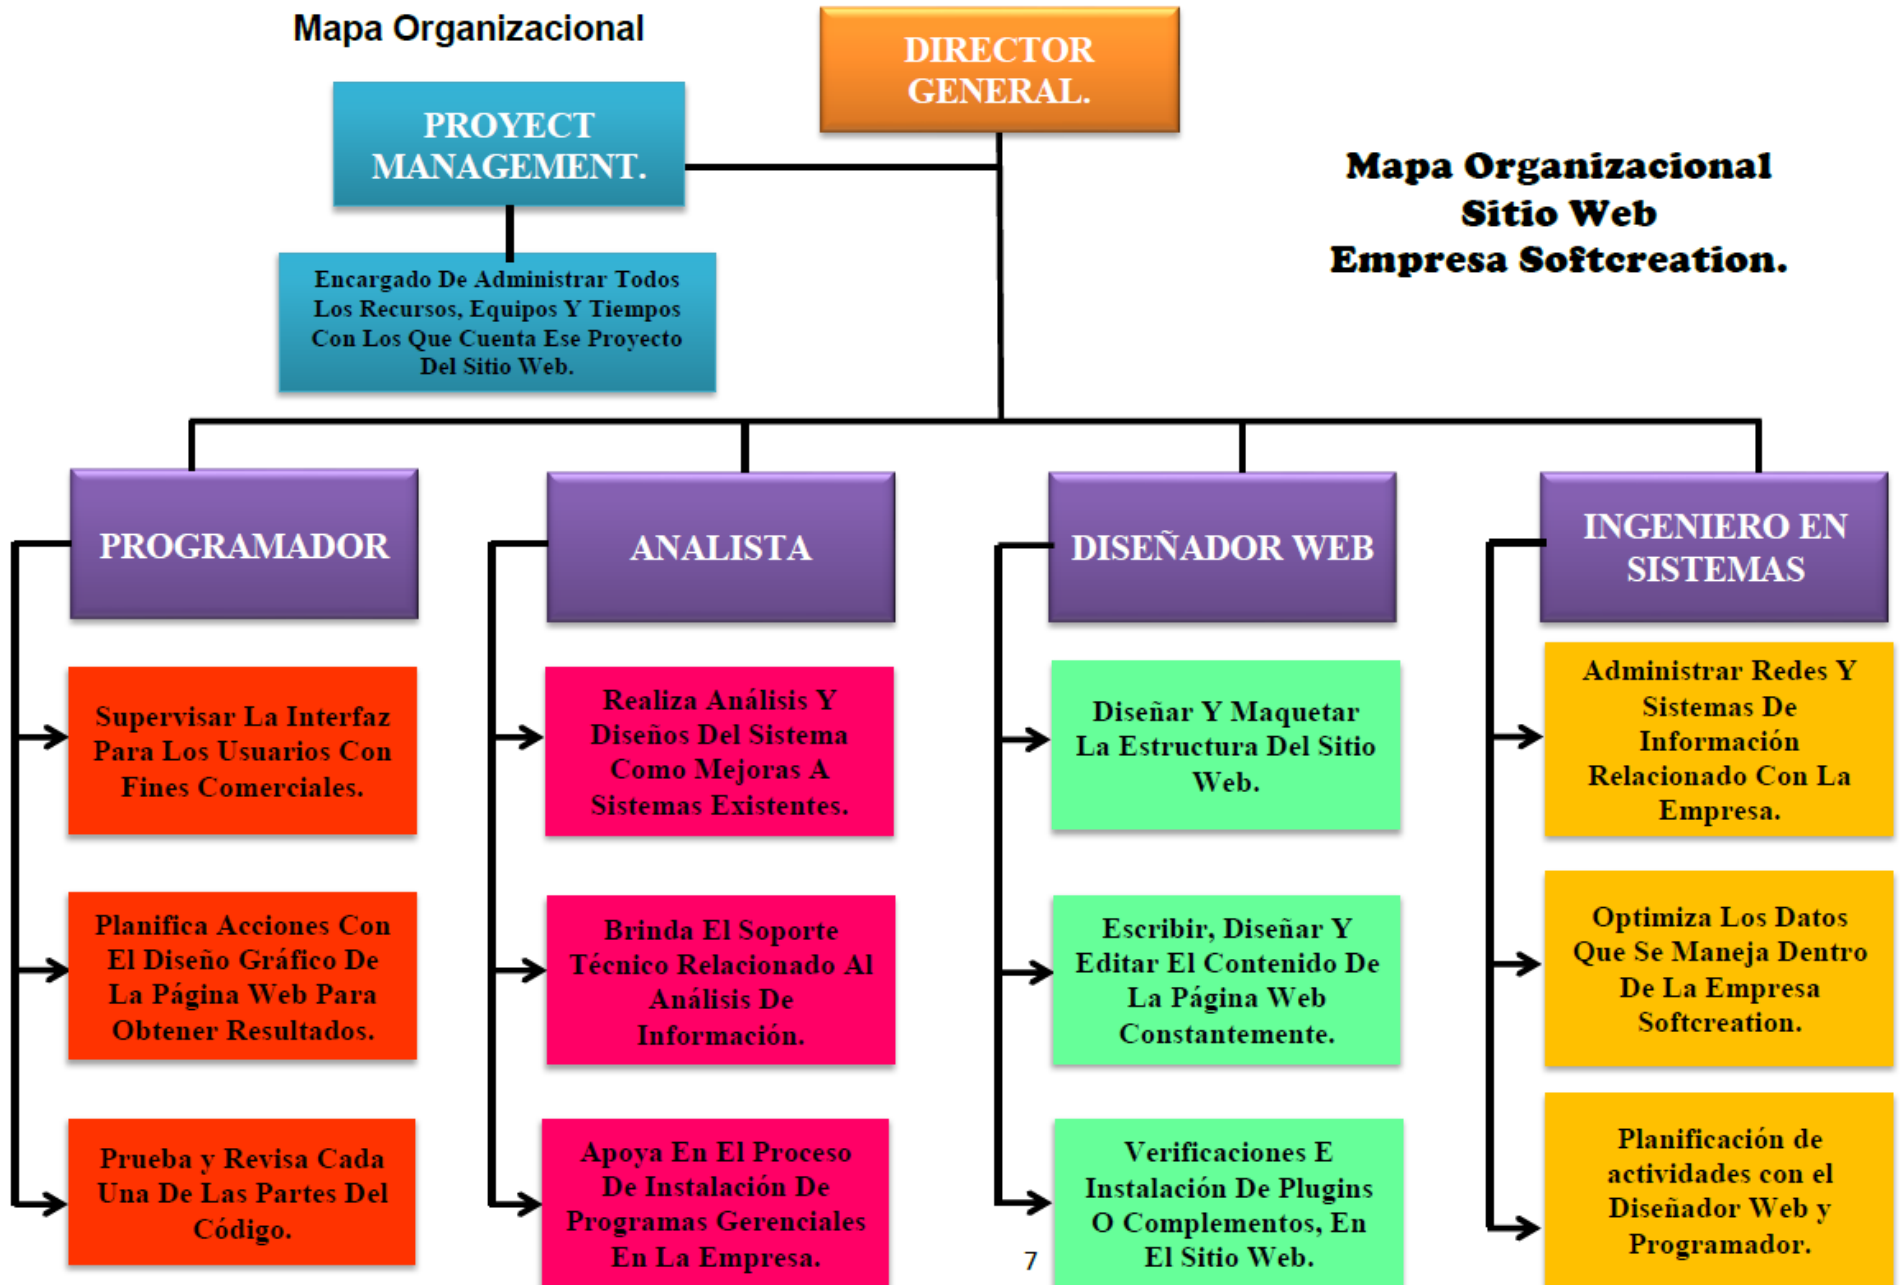 Mapa Organizacional
DIRECTOR
GENERAL.
PROYECT
MANAGEMENT.
Mapa Organizacional
Sitio Web
Empresa Softcreation.
Encargado De Administrar Todos
Los Recursos, Equipos Y Tiempos
Con Los Que Cuenta Ese Proyecto
Del Sitio Web.
PROGRAMADOR
Supervisar La Interfaz
Para Los Usuarios Con
Fines Comerciales.
Planifica Acciones Con
El Diseño Gráfico De
La Página Web Para
Obtener Resultados.
Prueba y Revisa Cada
Una De Las Partes Del
Código.
ANALISTA
Realiza Análisis Y
Diseños Del Sistema
Como Mejoras A
Sistemas Existentes.
Brinda El Soporte
Técnico Relacionado Al
Análisis De
Información.
Apoya En El Proceso
De Instalación De
Programas Gerenciales
En La Empresa.
DISEÑADOR WEB
Diseñar Y Maquetar
La Estructura Del Sitio
Web.
Escribir, Diseñar Y
Editar El Contenido De
La Página Web
Constantemente.
Verificaciones E
Instalación De Plugins
O Complementos, En
El Sitio Web.
INGENIERO EN
SISTEMAS
Administrar Redes Y
Sistemas De
Información
Relacionado Con La
Empresa.
Optimiza Los Datos
Que Se Maneja Dentro
De La Empresa
Softcreation.
Planificación de
actividades con el
Diseñador Web y
Programador.
7